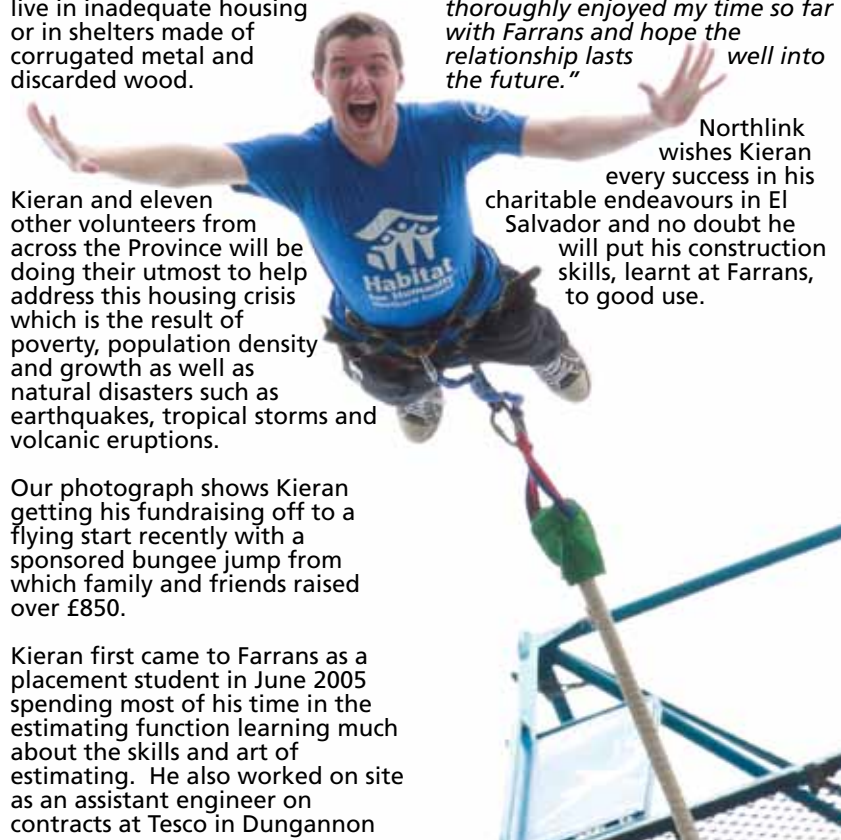 live in inadequate housing
or in shelters made of
corrugated metal and
discarded wood.
Kieran and eleven
other volunteers from
across the Province will be
doing their utmost to help
address this housing crisis
which is the result of
poverty, population density
and growth as well as
natural disasters such as
earthquakes, tropical storms and
volcanic eruptions.
Our photograph shows Kieran
getting his fundraising off to a
flying start recently with a
sponsored bungee jump from
which family and friends raised
over £850.
Kieran first came to Farrans as a
placement student in June 2005
spending most of his time in the
estimating function learning much
about the skills and art of
estimating.  He also worked on site
as an assistant engineer on
contracts at Tesco in Dungannon
thoroughly enjoyed my time so far
with Farrans and hope the
relationship lasts well into
the future.”
Northlink
wishes Kieran
every success in his
charitable endeavours in El
Salvador and no doubt he
will put his construction
skills, learnt at Farrans,
to good use.
Habitat
for Humanity